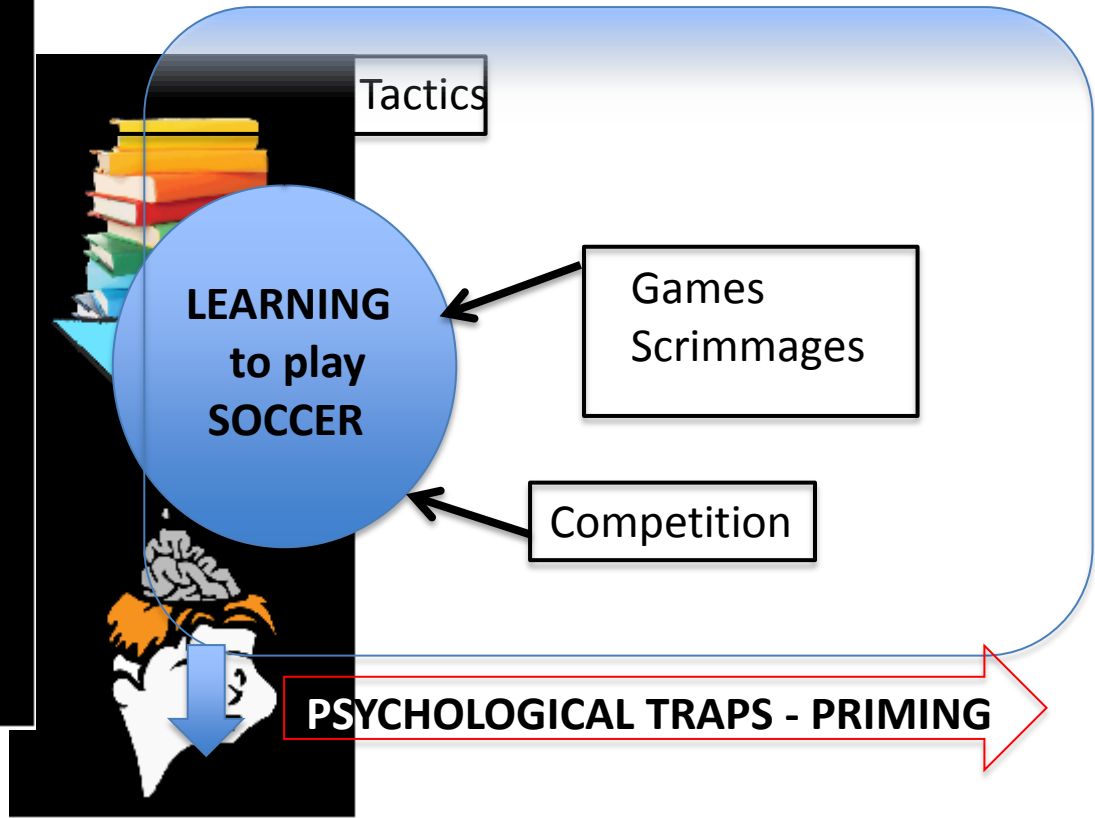 Tactics
LEARNING
to play
SOCCER
Games
Scrimmages
Competition
PSYCHOLOGICAL TRAPS - PRIMING